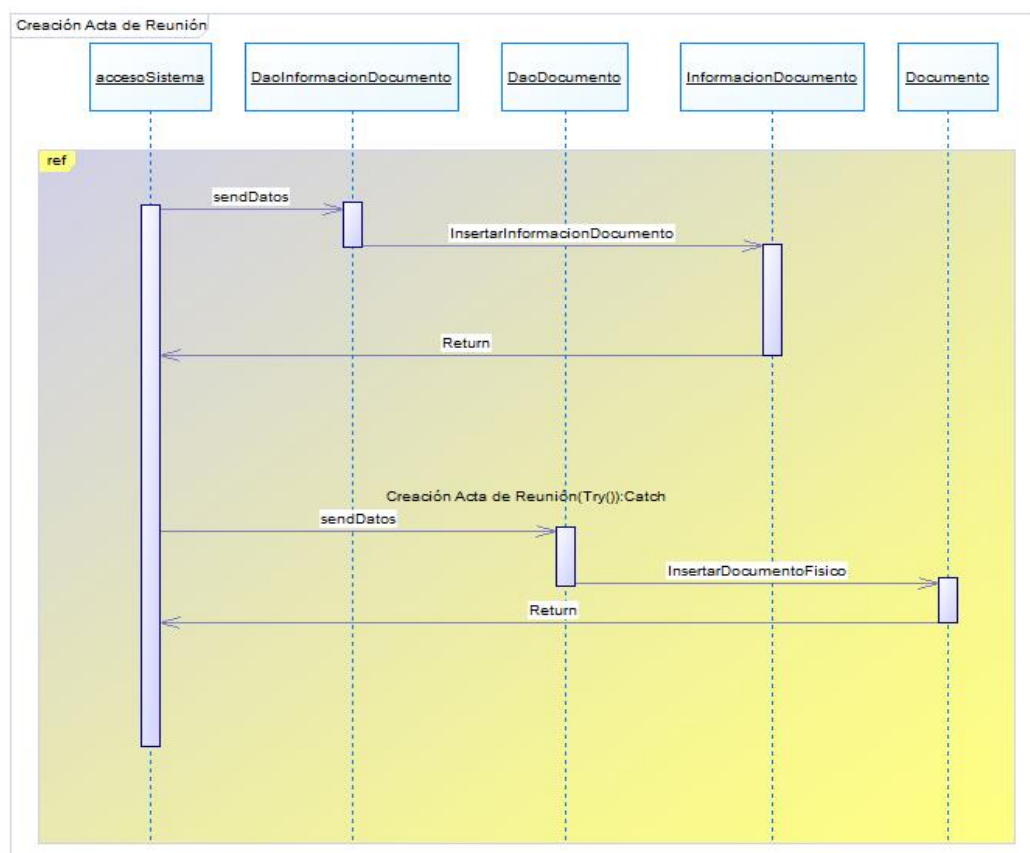 Creación Acta de Reunión
accesoSistema
DaoInformacionDocumento
DaoDocumento
InformacionDocumento
Documento
ref
sendDatos
InsertarInformacionDocumento
Return
Creación Acta de Reunión(Try()):Catch
sendDatos
InsertarDocumentoFisico
Return